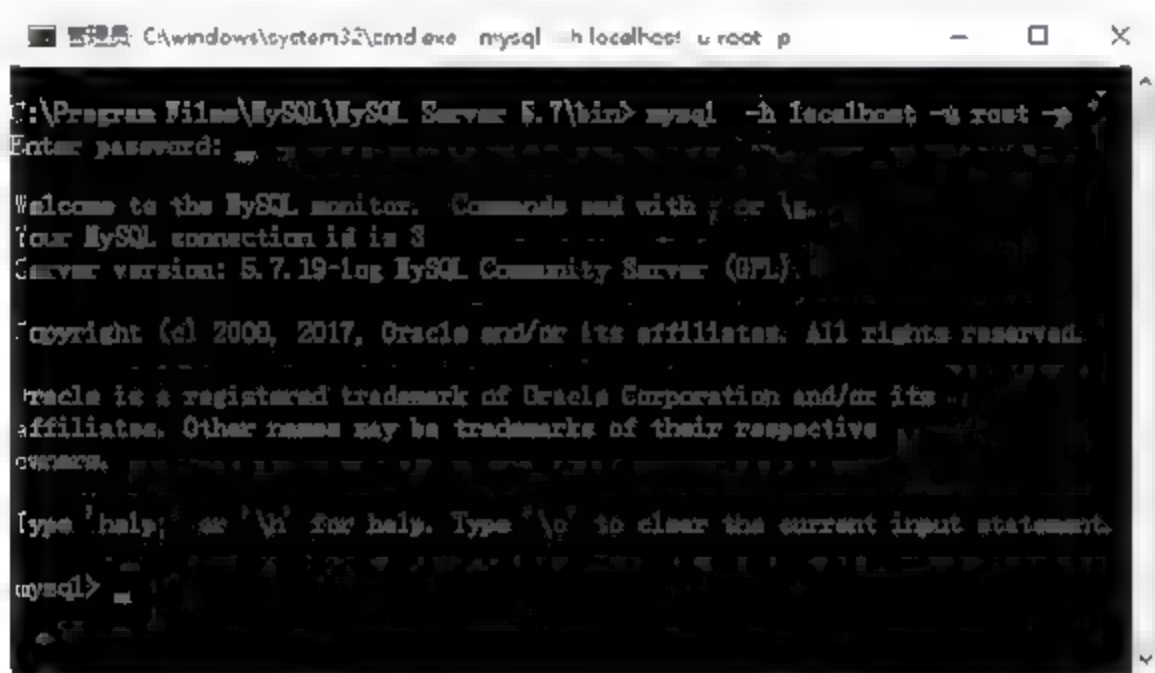 管理员: C:\windows\system32\cmd.exe - mysql -h localhost -u root -p
C:\Program Files\MySQL\MySQL Server 5.7\bin> mysql -h localhost -u root -p
Enter password:
Welcome to the MySQL monitor. Commands end with ; or \g.
Your MySQL connection id is 3
Server version: 5.7.19-log MySQL Community Server (GPL)
Copyright (c) 2000, 2017, Oracle and/or its affiliates. All rights reserved.
Oracle is a registered trademark of Oracle Corporation and/or its
affiliates. Other names may be trademarks of their respective
owners.
Type 'help;' or '\h' for help. Type '\c' to clear the current input statement.
mysql>